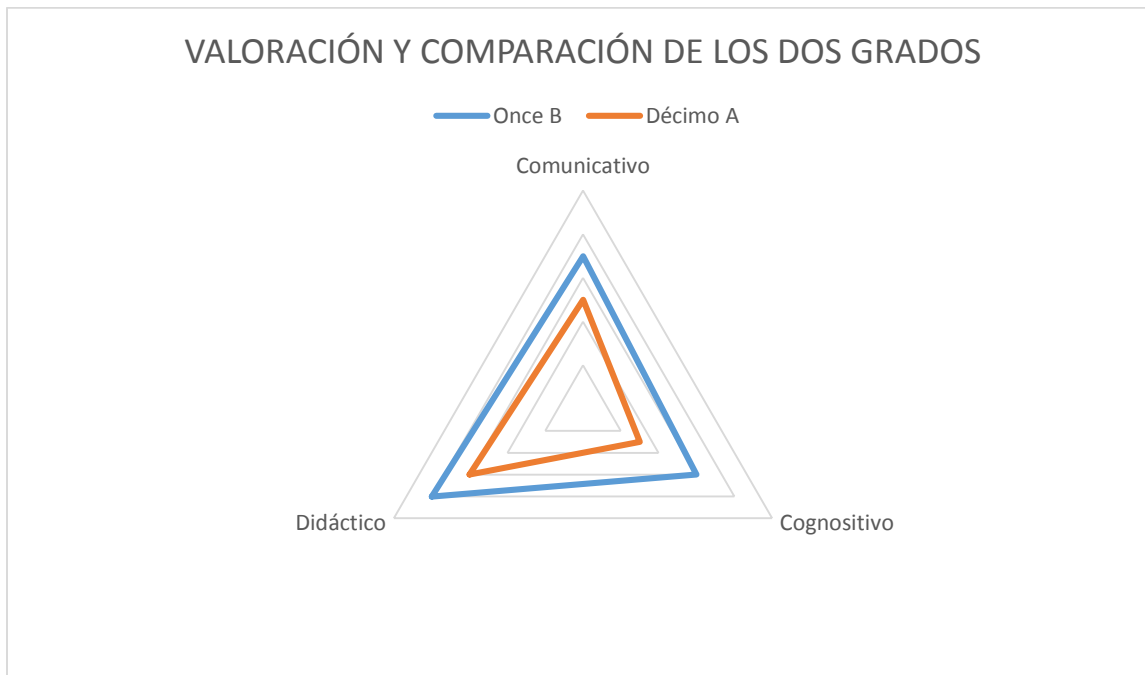 VALORACIÓN Y COMPARACIÓN DE LOS DOS GRADOS
Once B Décimo A
Comunicativo
Didáctico Cognositivo